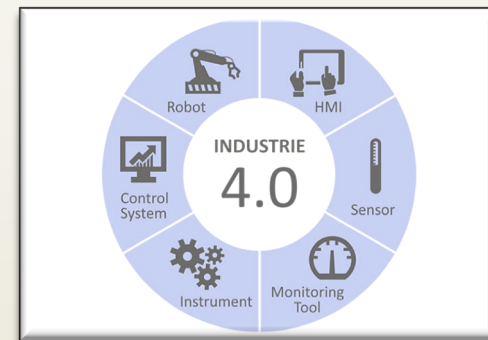 INDUSTRIE
4.0
Robot
HMI
Sensor
Monitoring
Tool
Instrument
Control
System